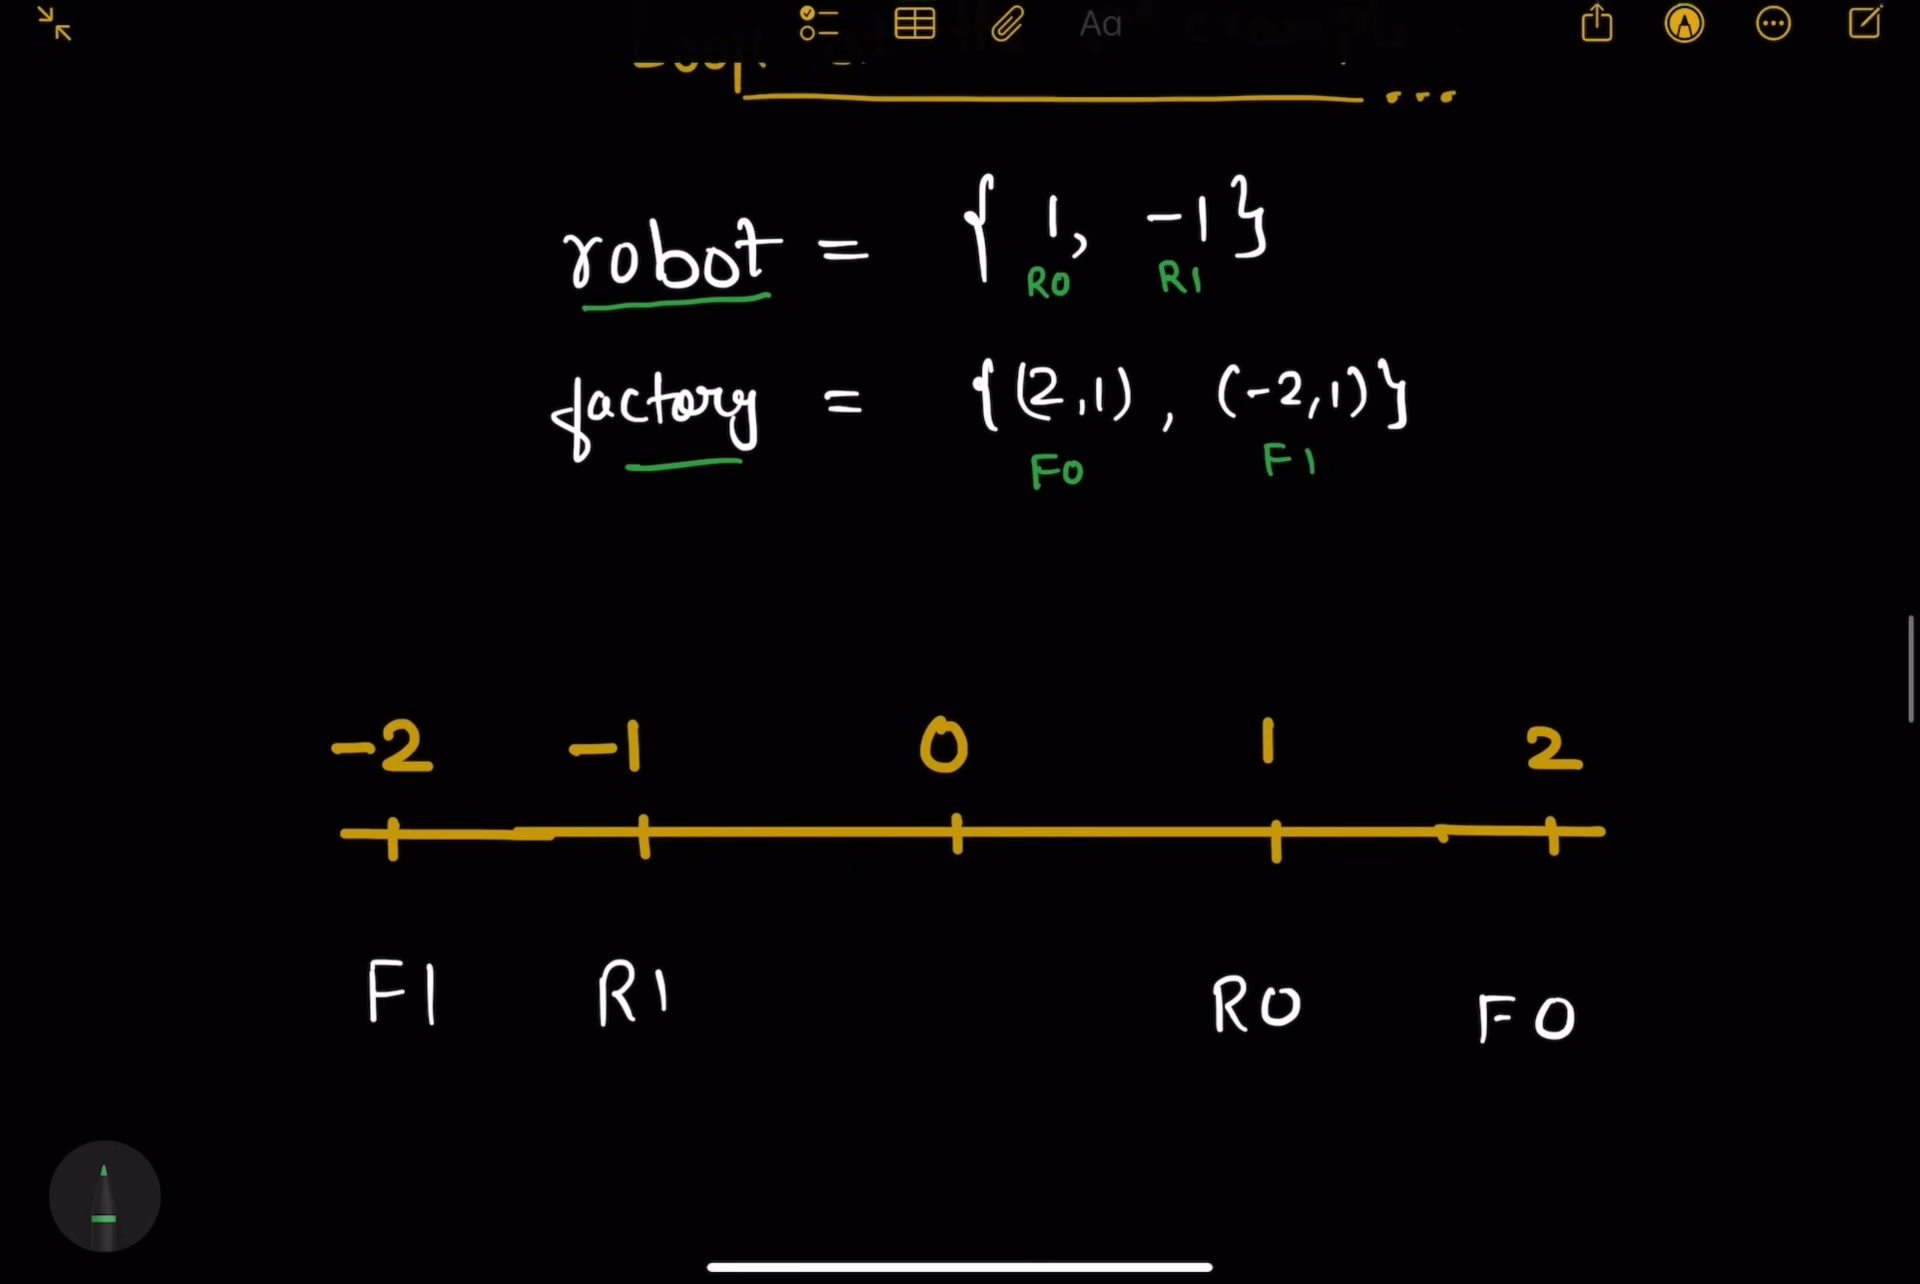 Aa
robot = { 1, -1}
R0 R1
factory = {(2,1), (-2,1)}
F0 F1
-2 -1 0 1 2
F1 R1 R0 F0